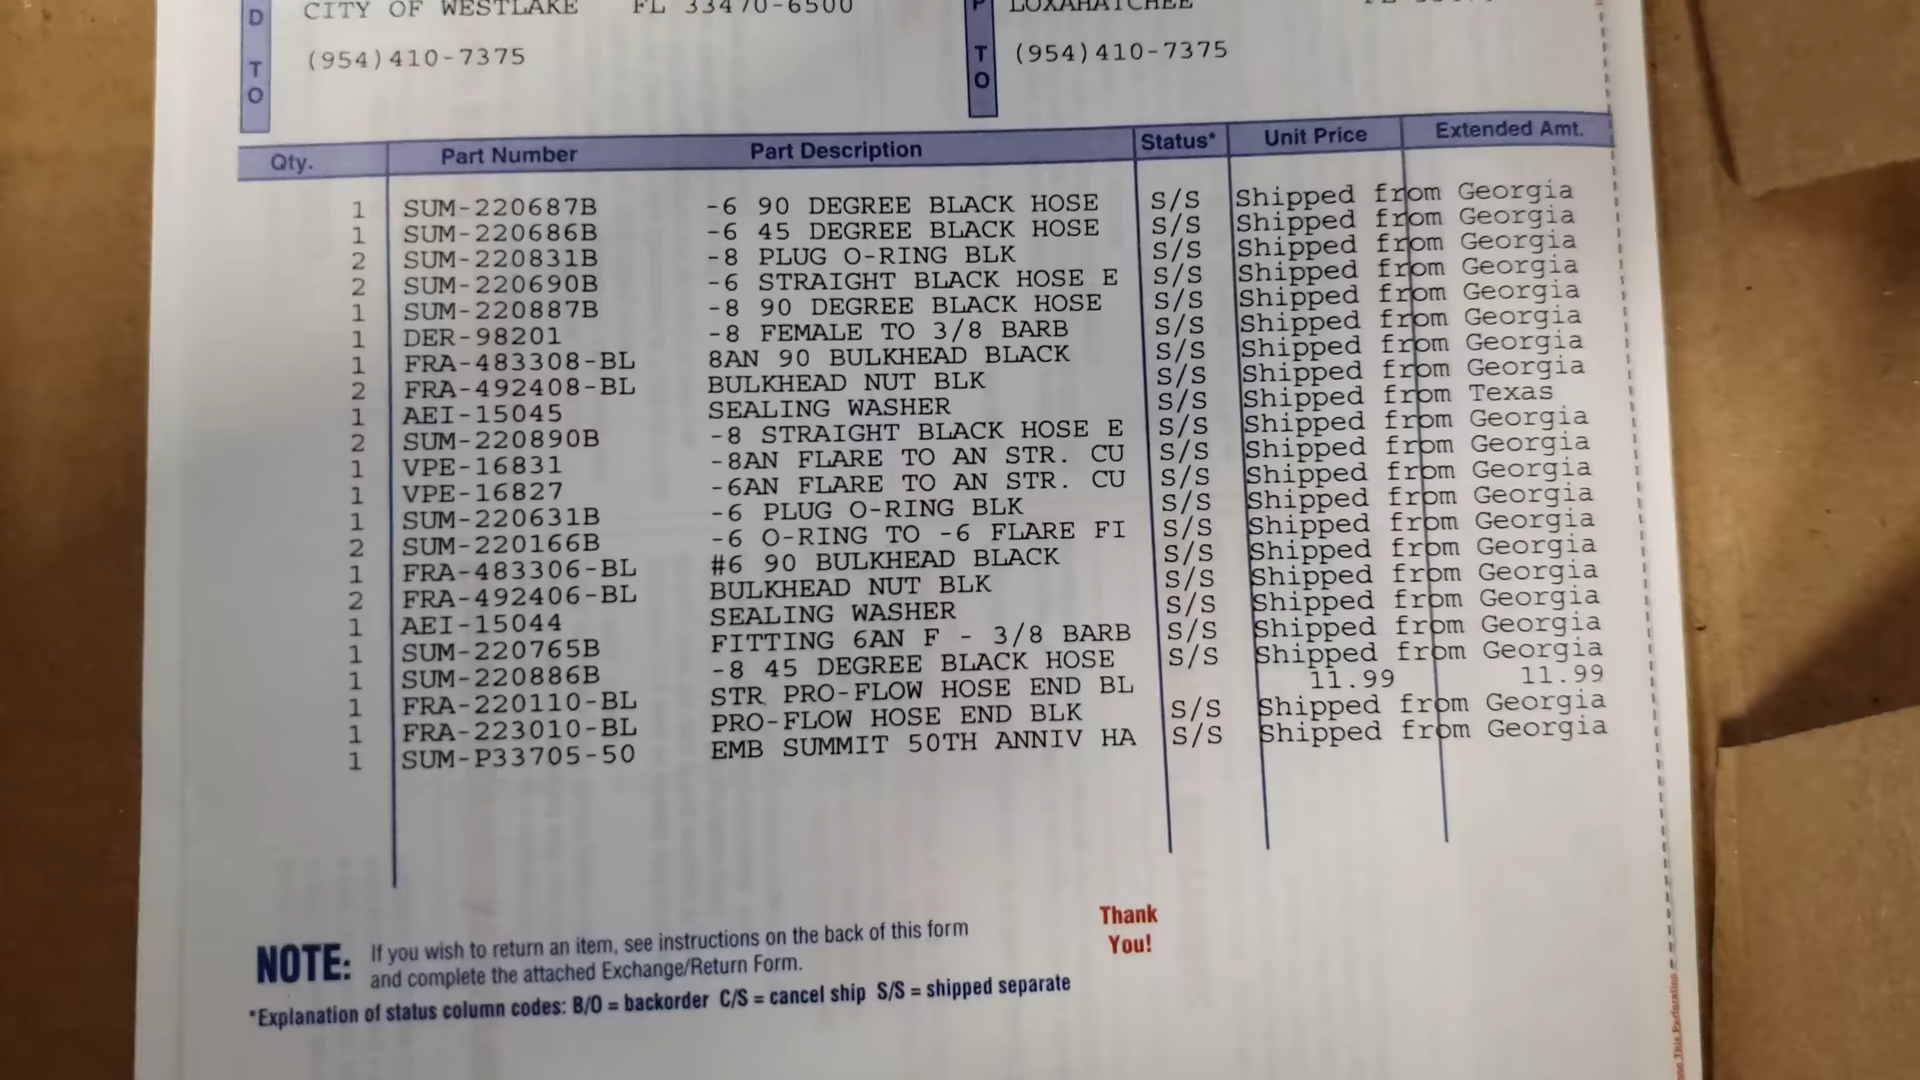 D TO
CITY OF WESTLAKE FL 33470-6500
(954)410-7375
P TO
LOXAHATCHEE
(954)410-7375
Qty. Part Number Part Description Status* Unit Price Extended Amt.
1 SUM-220687B -6 90 DEGREE BLACK HOSE S/S Shipped from Georgia
1 SUM-220686B -6 45 DEGREE BLACK HOSE S/S Shipped from Georgia
2 SUM-220831B -8 PLUG O-RING BLK S/S Shipped from Georgia
2 SUM-220690B -6 STRAIGHT BLACK HOSE E S/S Shipped from Georgia
1 SUM-220887B -8 90 DEGREE BLACK HOSE S/S Shipped from Georgia
1 DER-98201 -8 FEMALE TO 3/8 BARB S/S Shipped from Georgia
1 FRA-483308-BL 8AN 90 BULKHEAD BLACK S/S Shipped from Georgia
2 FRA-492408-BL BULKHEAD NUT BLK S/S Shipped from Georgia
1 AEI-15045 SEALING WASHER S/S Shipped from Texas
2 SUM-220890B -8 STRAIGHT BLACK HOSE E S/S Shipped from Georgia
1 VPE-16831 -8AN FLARE TO AN STR. CU S/S Shipped from Georgia
1 VPE-16827 -6AN FLARE TO AN STR. CU S/S Shipped from Georgia
1 SUM-220631B -6 PLUG O-RING BLK S/S Shipped from Georgia
2 SUM-220166B -6 O-RING TO -6 FLARE FI S/S Shipped from Georgia
1 FRA-483306-BL #6 90 BULKHEAD BLACK S/S Shipped from Georgia
2 FRA-492406-BL BULKHEAD NUT BLK S/S Shipped from Georgia
1 AEI-15044 SEALING WASHER S/S Shipped from Georgia
1 SUM-220765B FITTING 6AN F - 3/8 BARB S/S Shipped from Georgia
1 SUM-220886B -8 45 DEGREE BLACK HOSE S/S Shipped from Georgia
1 FRA-220110-BL STR PRO-FLOW HOSE END BL 11.99 11.99
1 FRA-223010-BL PRO-FLOW HOSE END BLK S/S Shipped from Georgia
1 SUM-P33705-50 EMB SUMMIT 50TH ANNIV HA S/S Shipped from Georgia
Thank
You!
NOTE: If you wish to return an item, see instructions on the back of this form
and complete the attached Exchange/Return Form.
*Explanation of status column codes: B/O = backorder C/S = cancel ship S/S = shipped separate
This Perforation